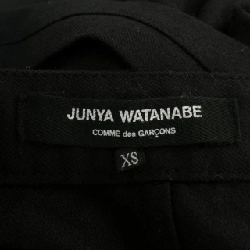 JUNYA WATANABE
COMME des GARÇONS
XS